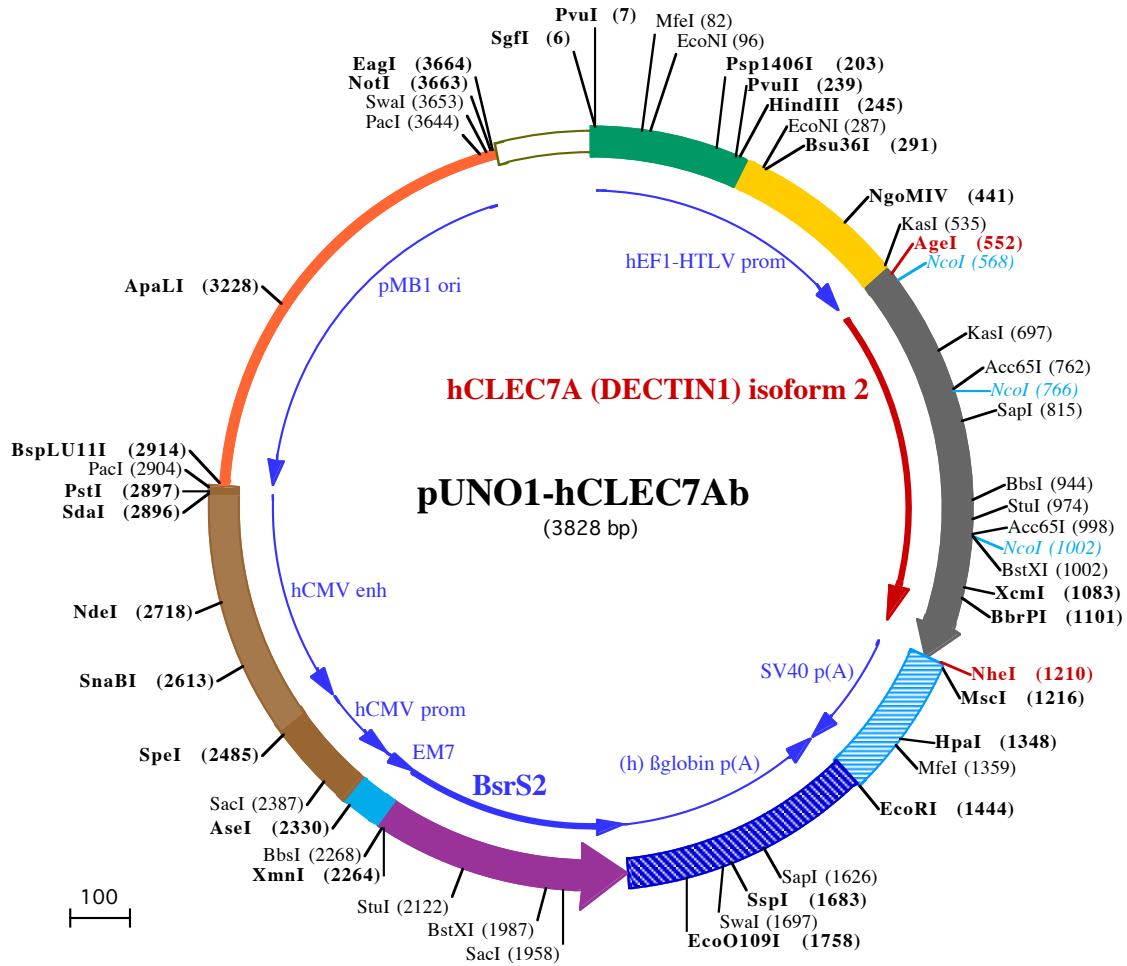 PvuI (7)
SgfI (6)
MfeI (82)
EcoNI (96)
Psp1406I (203)
PvuII (239)
HindIII (245)
EcoNI (287)
Bsu36I (291)
NgoMIV (441)
KasI (535)
AgeI (552)
NcoI (568)
KasI (697)
Acc65I (762)
NcoI (766)
SapI (815)
BbsI (944)
StuI (974)
Acc65I (998)
NcoI (1002)
BstXI (1002)
XcmI (1083)
BbrPI (1101)
NheI (1210)
MscI (1216)
HpaI (1348)
MfeI (1359)
EcoRI (1444)
SapI (1626)
SspI (1683)
SwaI (1697)
EcoO109I (1758)
SacI (1958)
BstXI (1987)
StuI (2122)
XmnI (2264)
BbsI (2268)
AseI (2330)
SacI (2387)
SpeI (2485)
SnaBI (2613)
NdeI (2718)
SdaI (2896)
PstI (2897)
PacI (2904)
BspLU11I (2914)
ApaLI (3228)
PacI (3644)
SwaI (3653)
NotI (3663)
EagI (3664)
hEF1-HTLV prom
pMB1 ori
hCLEC7A (DECTIN1) isoform 2
pUNO1-hCLEC7Ab
(3828 bp)
hCMV enh
hCMV prom
EM7
BsrS2
(h) ßglobin p(A)
SV40 p(A)
100